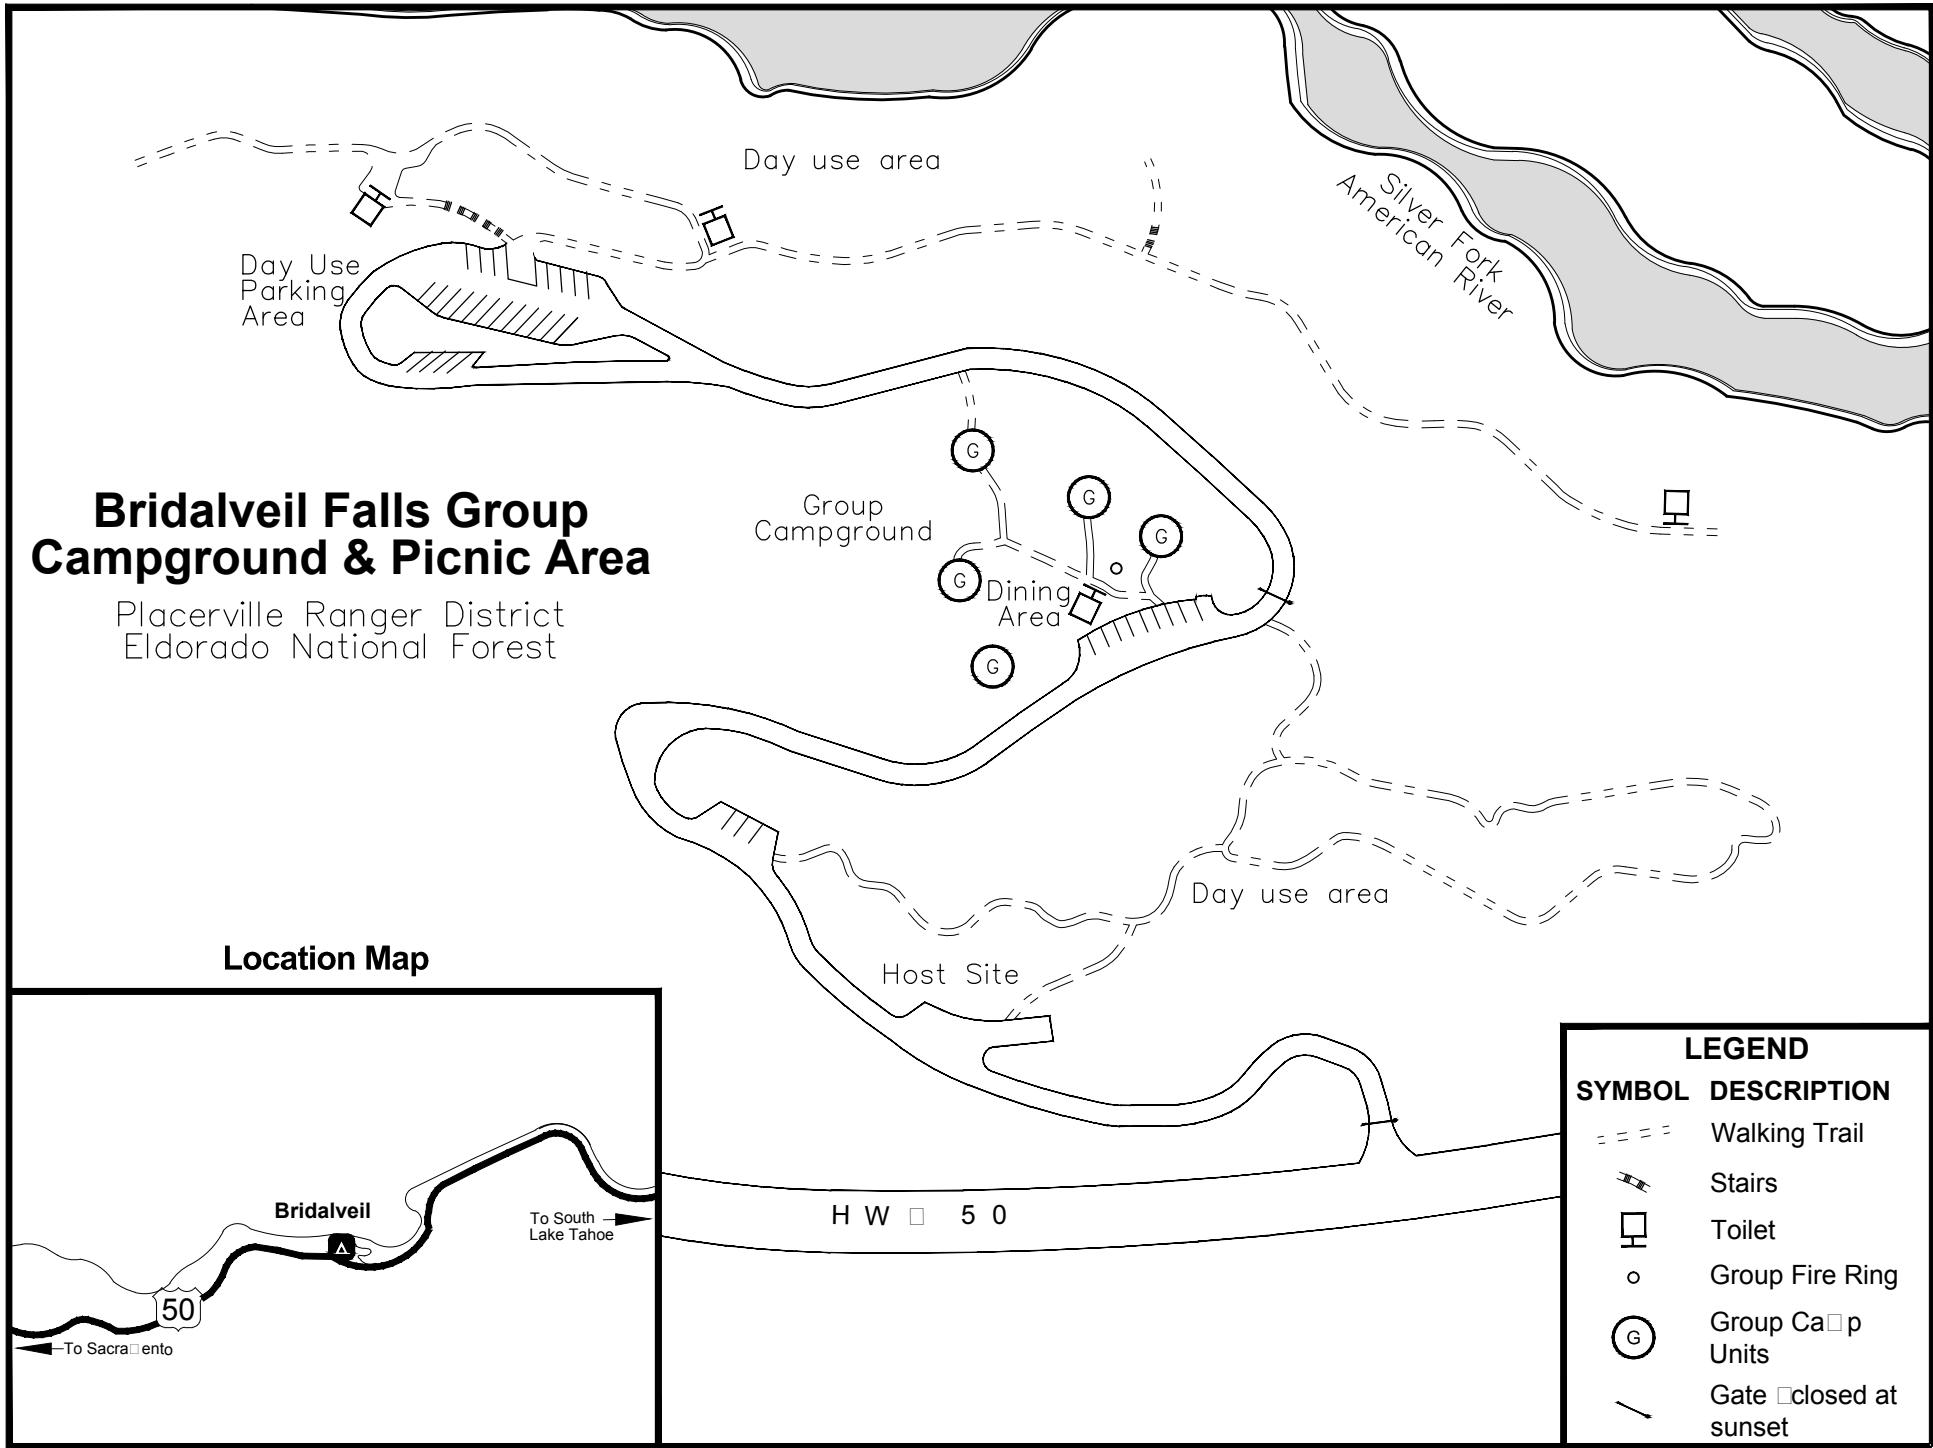 Day use area
Silver Fork
American River
Day Use
Parking
Area
G
G
G
G
G
Group
Campground
Dining
Area
Bridalveil Falls Group
Campground & Picnic Area
Placerville Ranger District
Eldorado National Forest
Day use area
Host Site
HW□ 50
Location Map
Bridalveil
To South
Lake Tahoe
50
To Sacra□ento
LEGEND
SYMBOL DESCRIPTION
Walking Trail
Stairs
Toilet
Group Fire Ring
G
Group Ca□p
Units
Gate □closed at
sunset